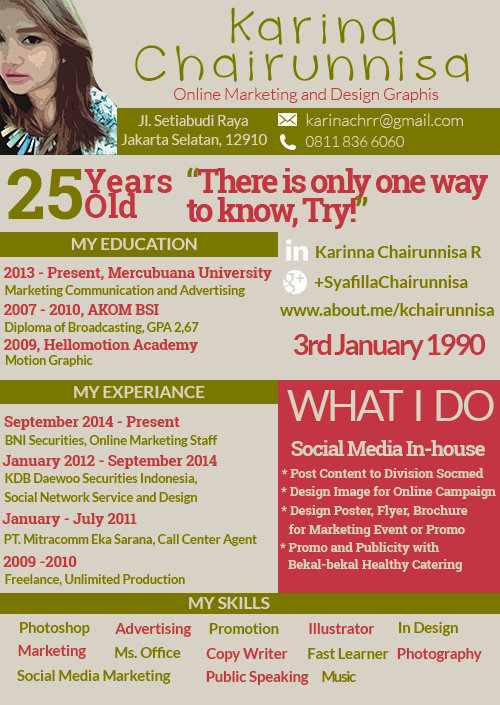 Karina
Chairunnisa
Online Marketing and Design Graphis
Jl. Setiabudi Raya
Jakarta Selatan, 12910
karinachrr@gmail.com
0811 836 6060
25 Years Old
“There is only one way
to know, Try!”
MY EDUCATION
2013 - Present, Mercubuana University
Marketing Communication and Advertising
2007 - 2010, AKOM BSI
Diploma of Broadcasting, GPA 2,67
2009, Hellomotion Academy
Motion Graphic
in Karinna Chairunnisa R
g+ +SyafillaChairunnisa
www.about.me/kchairunnisa
3rd January 1990
MY EXPERIANCE
September 2014 - Present
BNI Securities, Online Marketing Staff
January 2012 - September 2014
KDB Daewoo Securities Indonesia,
Social Network Service and Design
January - July 2011
PT. Mitracomm Eka Sarana, Call Center Agent
2009 -2010
Freelance, Unlimited Production
WHAT I DO
Social Media In-house
* Post Content to Division Socmed
* Design Image for Online Campaign
* Design Poster, Flyer, Brochure
for Marketing Event or Promo
* Promo and Publicity with
Bekal-bekal Healthy Catering
MY SKILLS
Photoshop Advertising Promotion Illustrator In Design
Marketing Ms. Office Copy Writer Fast Learner Photography
Social Media Marketing Public Speaking Music